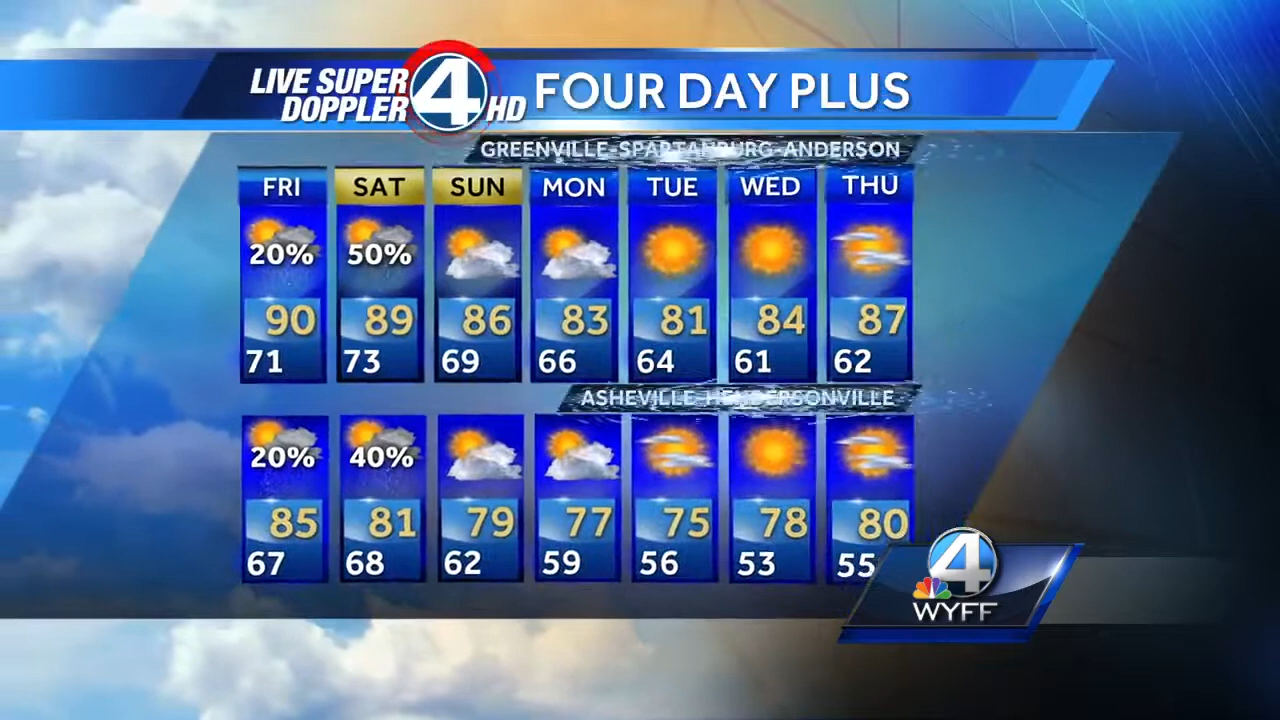 LIVE SUPER DOPPLER 4 HD FOUR DAY PLUS
GREENVILLE-SPARTANBURG-ANDERSON
FRI SAT SUN MON TUE WED THU
20% 50%
90 89 86 83 81 84 87
71 73 69 66 64 61 62
ASHEVILLE-HENDERSONVILLE
20% 40%
85 81 79 77 75 78 80
67 68 62 59 56 53 55
4
WYFF